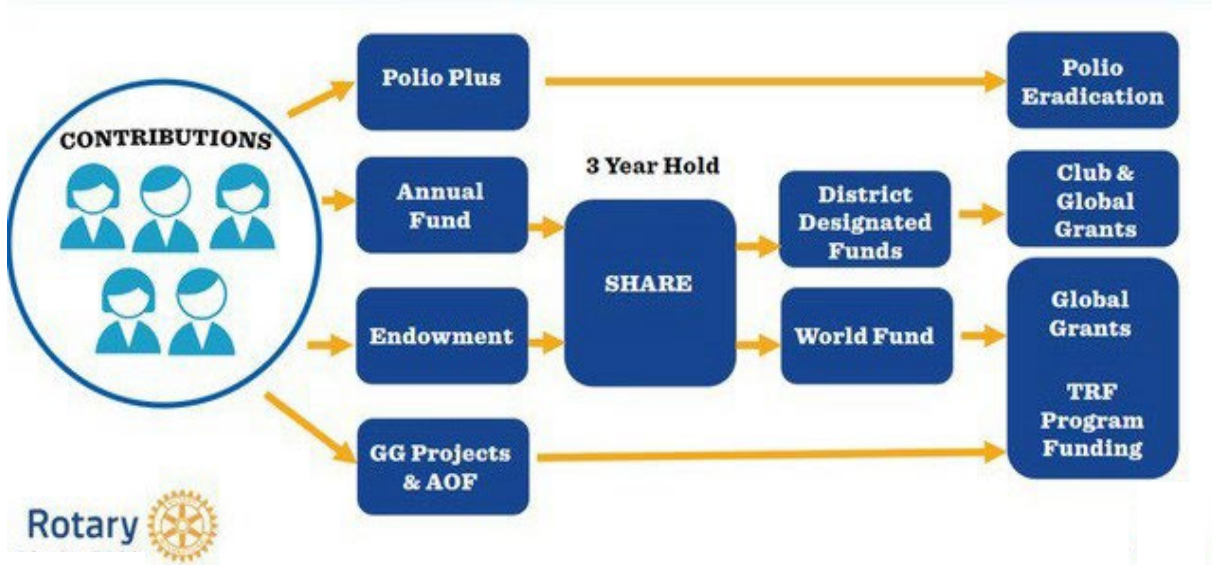 CONTRIBUTIONS
Polio Plus
Polio
Eradication
Annual
Fund
3 Year Hold
SHARE
District
Designated
Funds
Club &
Global
Grants
Endowment
World Fund
Global
Grants
TRF
Program
Funding
GG Projects
& AOF
Rotary